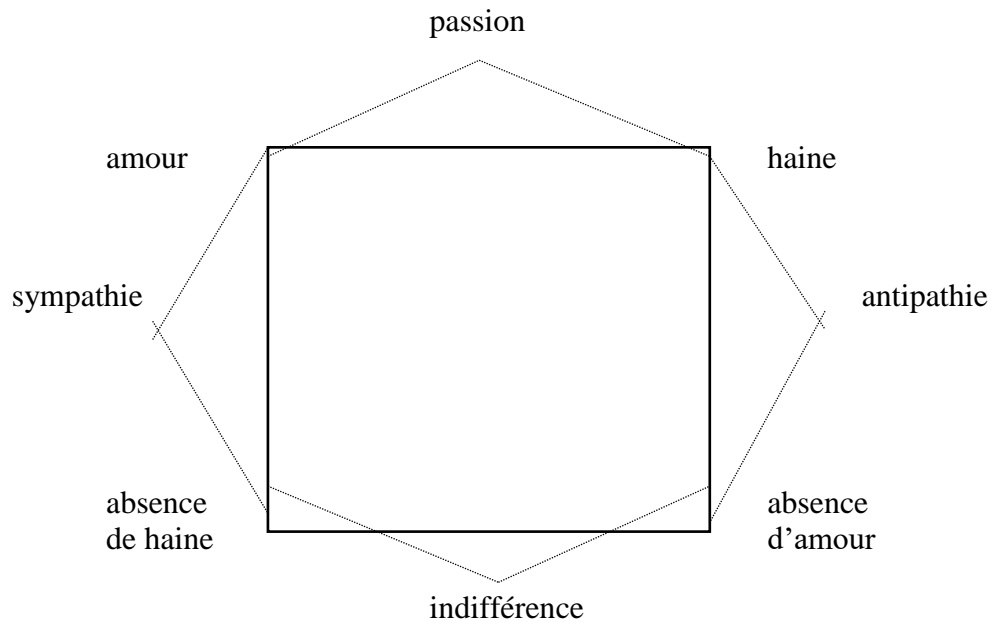 passion
amour
haine
sympathie
antipathie
absence
de haine
absence
d’amour
indifférence